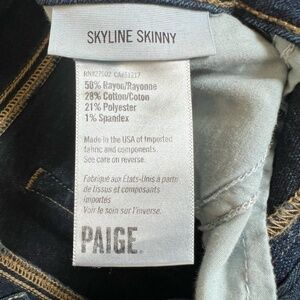 SKYLINE SKINNY
50% Rayon/Rayonne
28% Cotton/Coton
21% Polyester
1% Spandex
Made in the USA of imported
fabric and components.
See care on reverse.
Fabriqué aux États-Unis à partir
de tissus et composants
importés
Voir le soin sur l'inverse.
PAIGE.